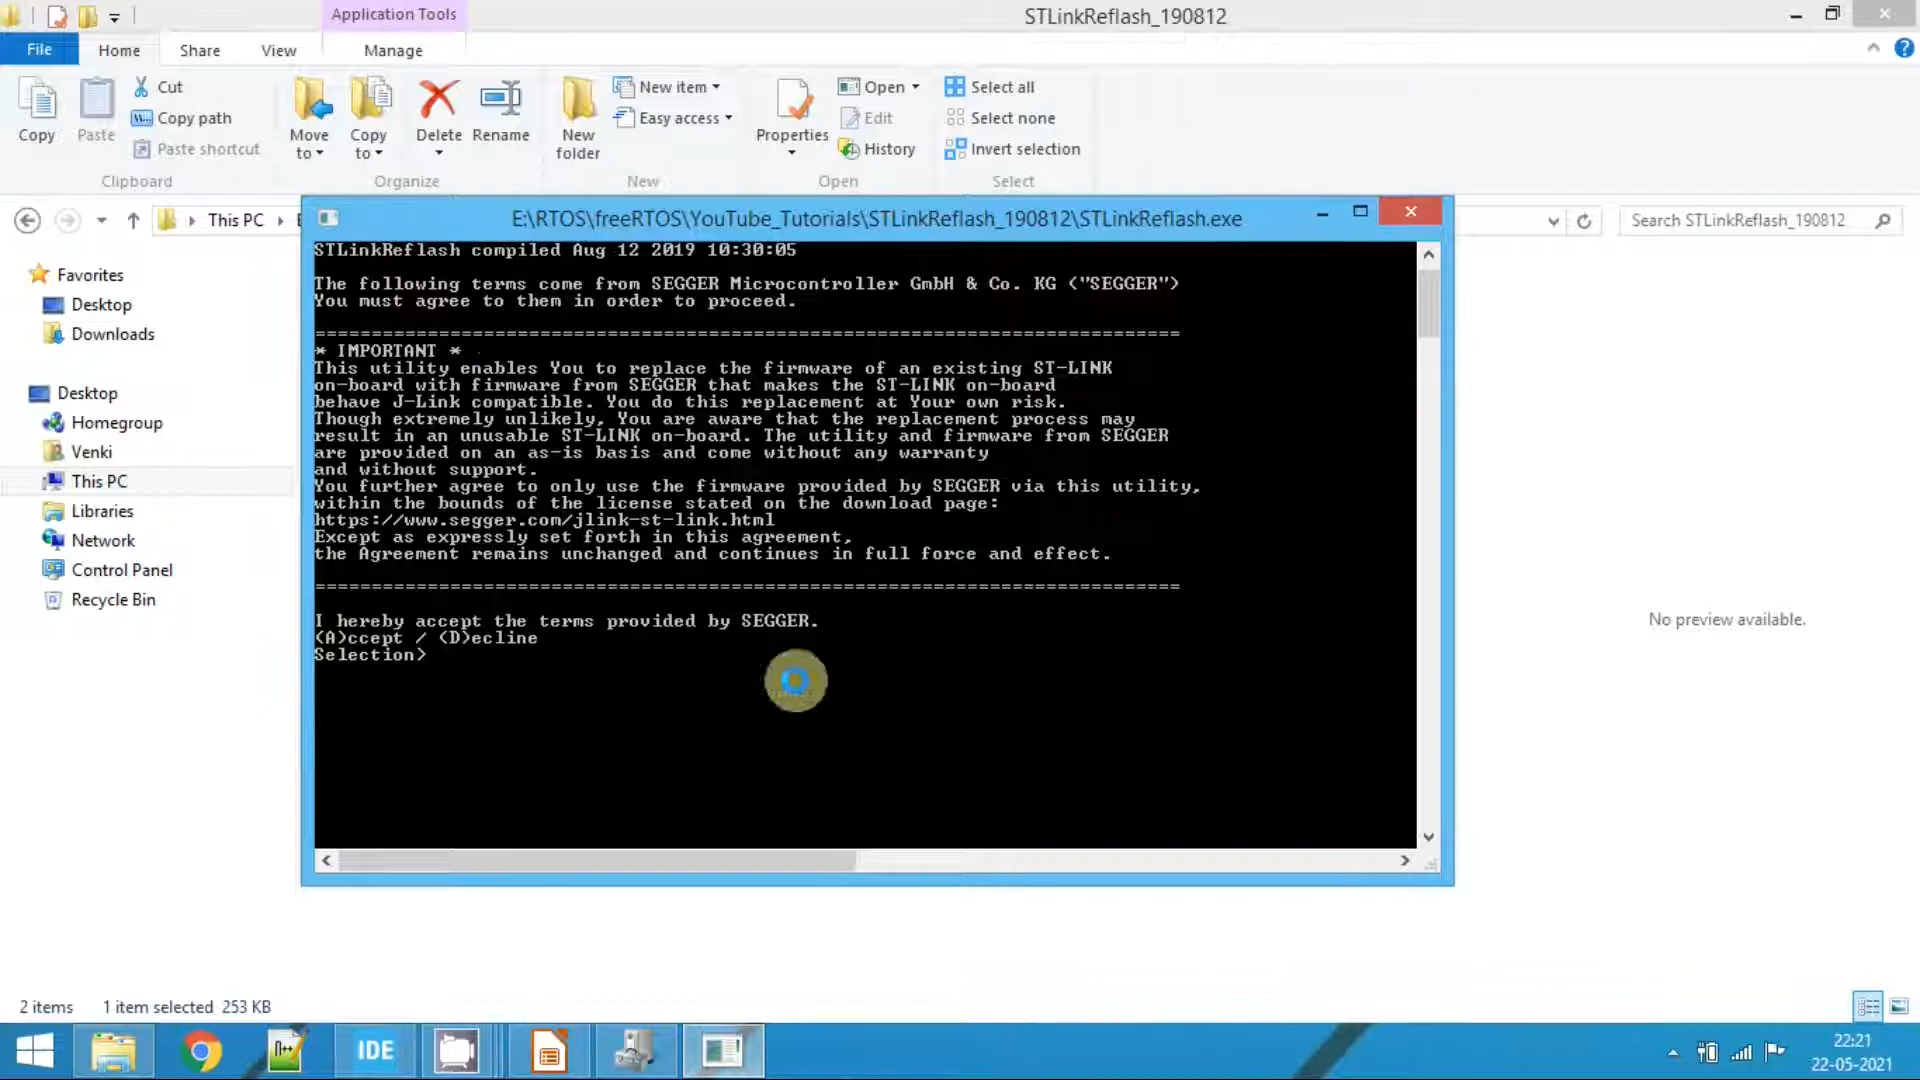 Application Tools
STLinkReflash_190812
File
Home
Share
View
Manage
Copy
Paste
Cut
Copy path
Paste shortcut
Move to
Copy to
Delete
Rename
New folder
New item
Easy access
Properties
Open
Edit
History
Select all
Select none
Invert selection
Clipboard
Organize
New
Open
Select
This PC
Search STLinkReflash_190812
E:\RTOS\freeRTOS\YouTube_Tutorials\STLinkReflash_190812\STLinkReflash.exe
STLinkReflash compiled Aug 12 2019 10:30:05
The following terms come from SEGGER Microcontroller GmbH & Co. KG ("SEGGER")
You must agree to them in order to proceed.
=============================================================================
* IMPORTANT *
This utility enables You to replace the firmware of an existing ST-LINK
on-board with firmware from SEGGER that makes the ST-LINK on-board
behave J-Link compatible. You do this replacement at Your own risk.
Though extremely unlikely, You are aware that the replacement process may
result in an unusable ST-LINK on-board. The utility and firmware from SEGGER
are provided on an as-is basis and come without any warranty
and without support.
You further agree to only use the firmware provided by SEGGER via this utility,
within the bounds of the license stated on the download page:
https://www.segger.com/jlink-st-link.html
Except as expressly set forth in this agreement,
the Agreement remains unchanged and continues in full force and effect.
=============================================================================
I hereby accept the terms provided by SEGGER.
(A)ccept / (D)ecline
Selection>
Favorites
Desktop
Downloads
Desktop
Homegroup
Venki
This PC
Libraries
Network
Control Panel
Recycle Bin
No preview available.
2 items
1 item selected 253 KB
IDE
22:21
22-05-2021